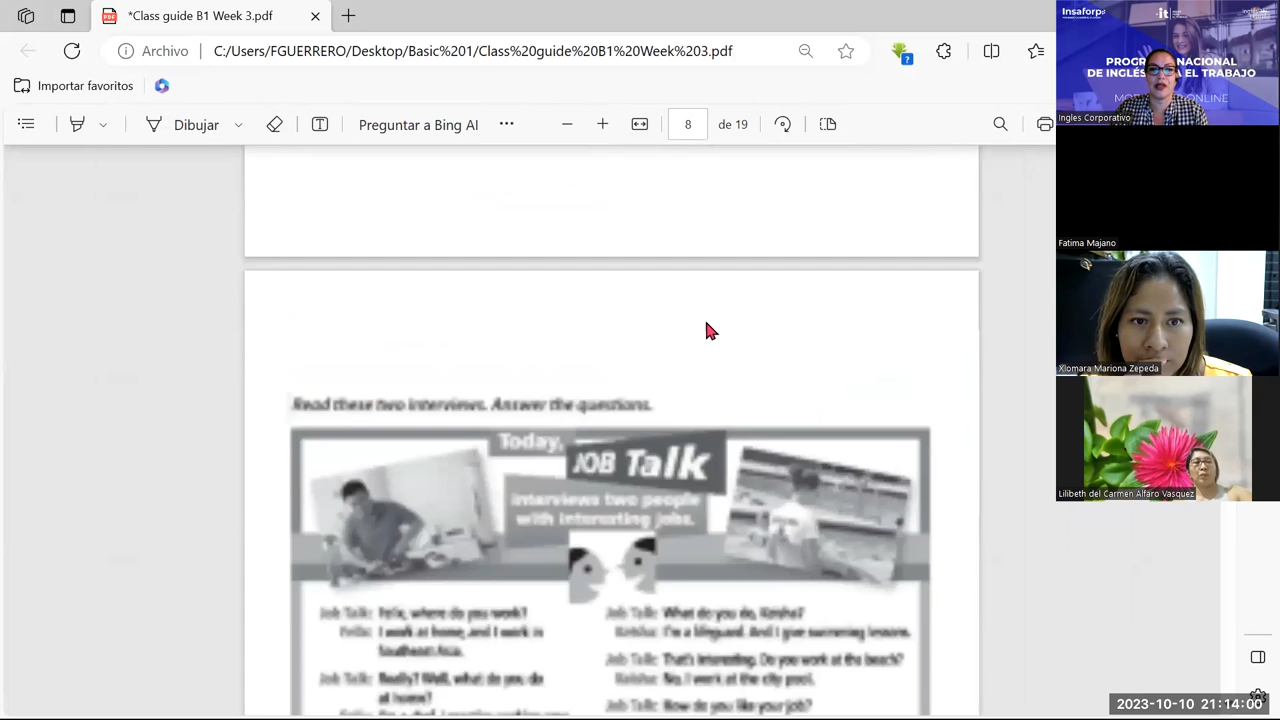 *Class guide B1 Week 3.pdf
Archivo
C:/Users/FGUERRERO/Desktop/Basic%201/Class%20guide%20B1%20Week%203.pdf
Importar favoritos
Dibujar
Preguntar a Bing AI
8
de 19
Read these two interviews. Answer the questions.
Today,
JOB Talk
interviews two people
with interesting jobs.
Job Talk: Felix, where do you work?
Felix: I work at home, and I work in
Southeast Asia.
Job Talk: Really? Well, what do you do
at home?
Job Talk: What do you do, Keisha?
Keisha: I'm a lifeguard. And I give swimming lessons.
Job Talk: That's interesting. Do you work at the beach?
Keisha: No, I work at the city pool.
Job Talk: How do you like your job?
Insaforp
it
PROGR NACIONAL
DE INGLÉS A EL TRABAJO
ONLINE
Ingles Corporativo
Fatima Majano
Xiomara Mariona Zepeda
Lilibeth del Carmen Alfaro Vasquez
2023-10-10 21:14:00